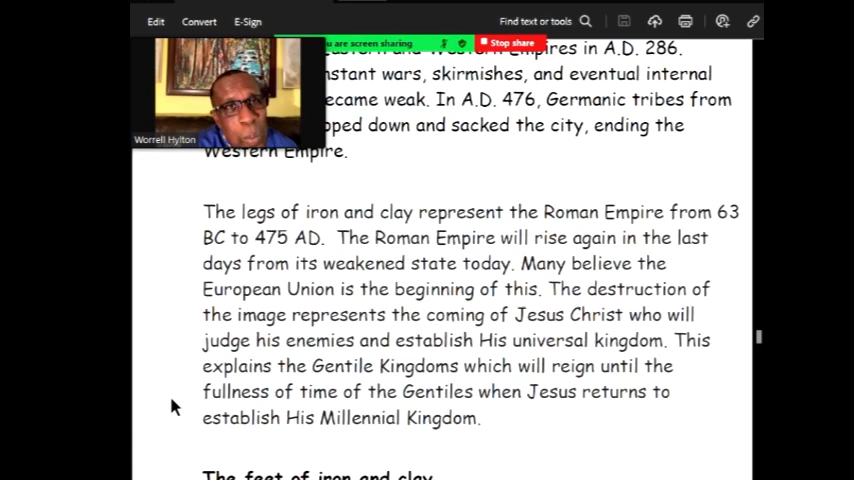 Edit Convert E-Sign Find text or tools
u are screen sharing Stop share
Eastern and Western Empires in A.D. 286.
nstant wars, skirmishes, and eventual internal
ecame weak. In A.D. 476, Germanic tribes from
pped down and sacked the city, ending the
Worrell Hylton
Western Empire.
The legs of iron and clay represent the Roman Empire from 63
BC to 475 AD. The Roman Empire will rise again in the last
days from its weakened state today. Many believe the
European Union is the beginning of this. The destruction of
the image represents the coming of Jesus Christ who will
judge his enemies and establish His universal kingdom. This
explains the Gentile Kingdoms which will reign until the
fullness of time of the Gentiles when Jesus returns to
establish His Millennial Kingdom.
The feet of iron and clay